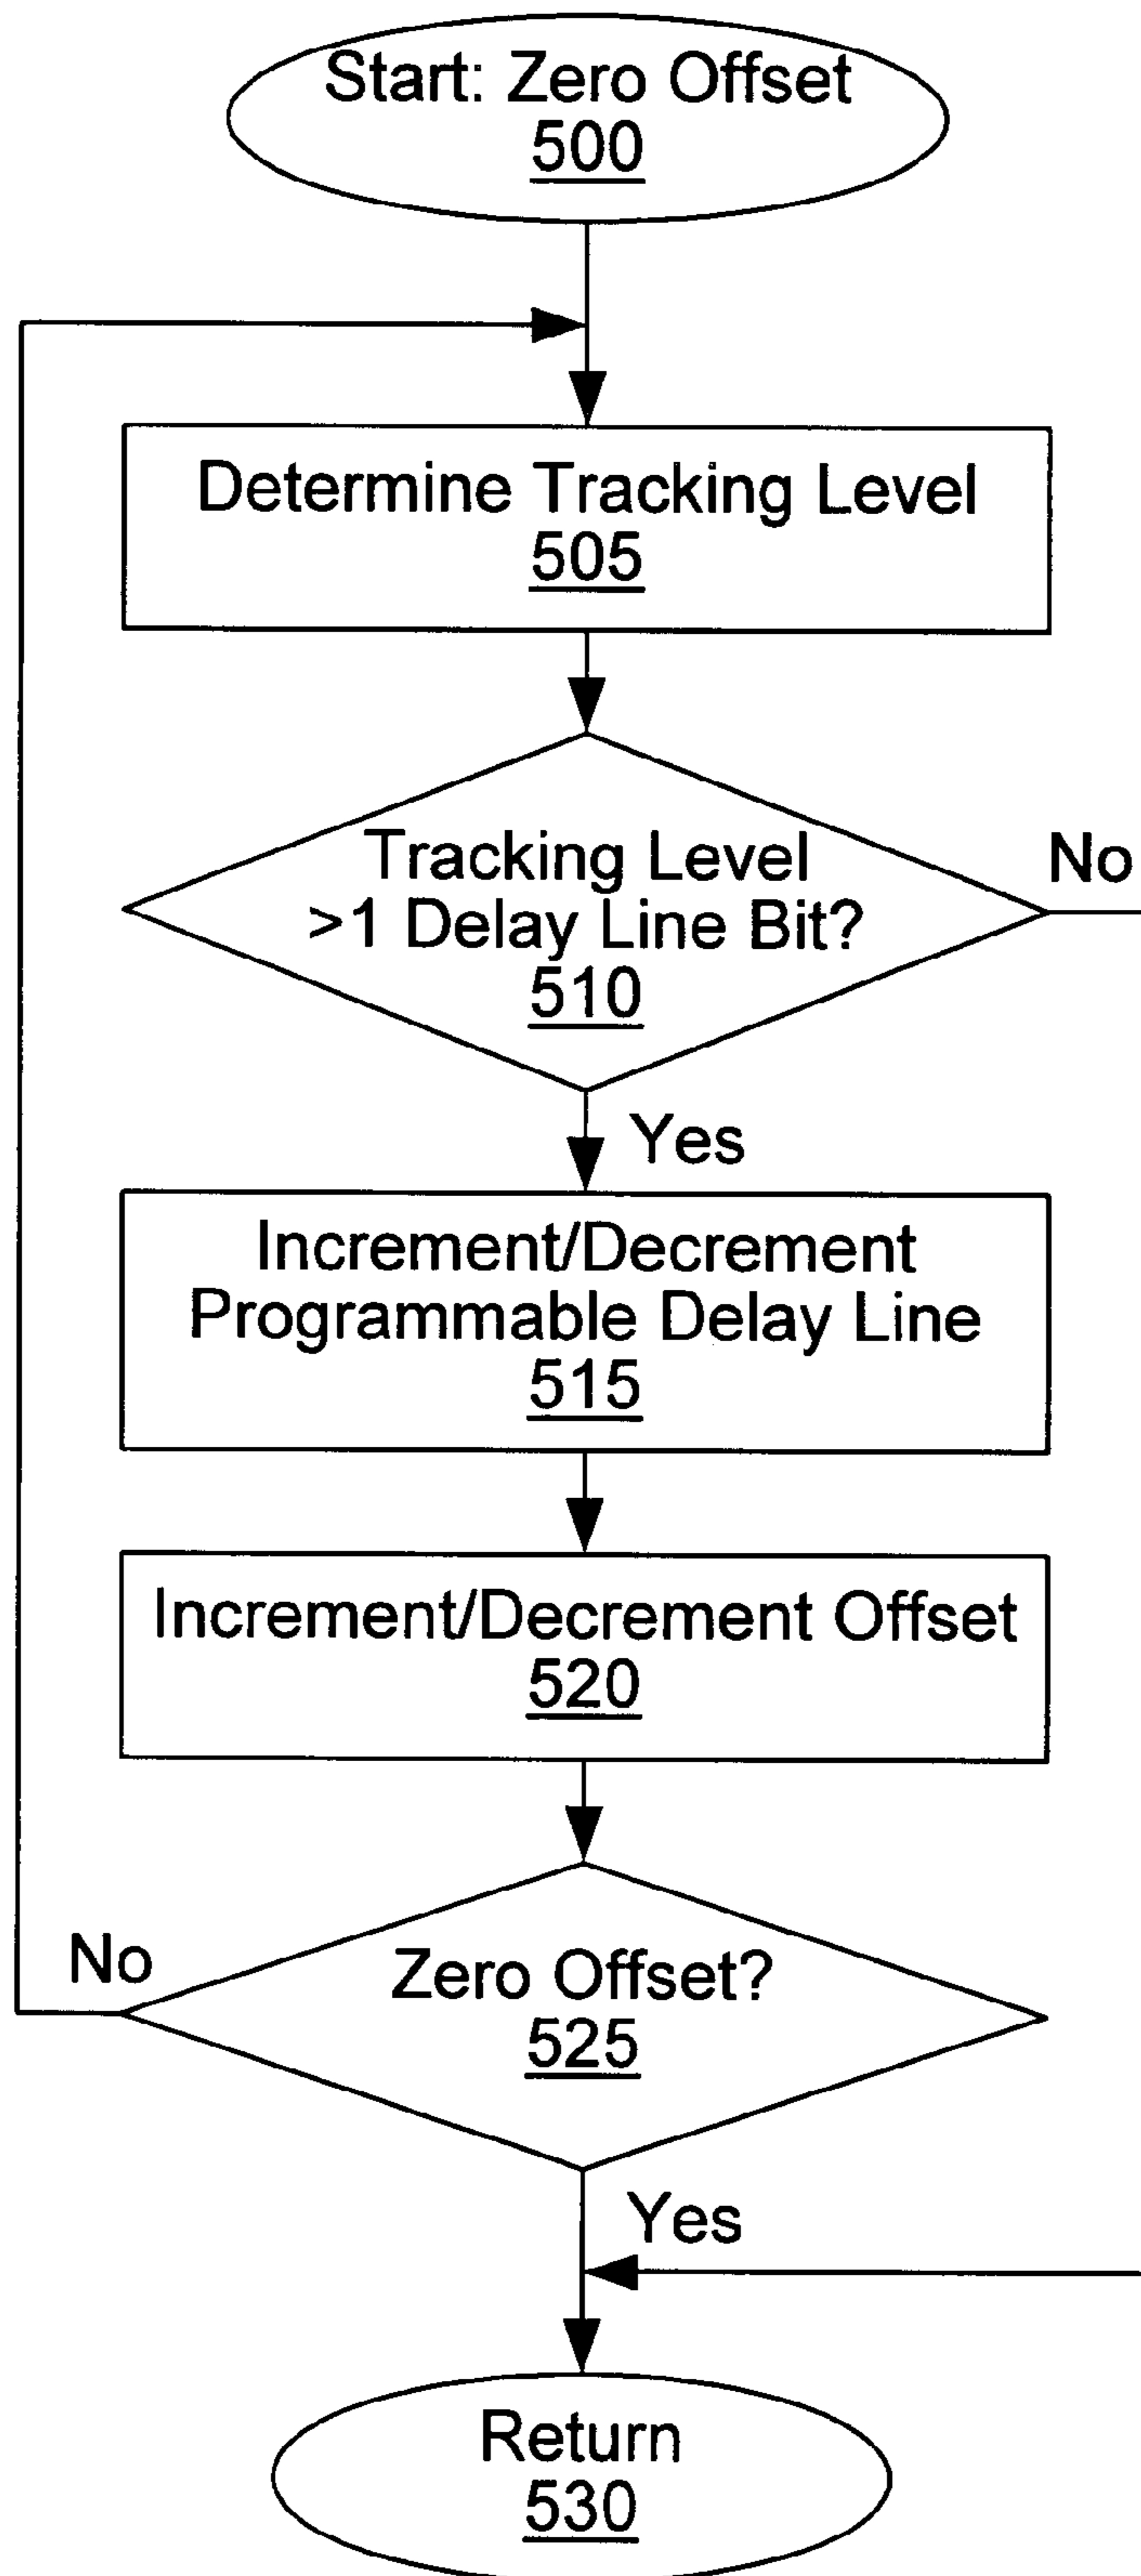 Start: Zero Offset
500
Determine Tracking Level
505
Tracking Level
>1 Delay Line Bit?
510
No
Yes
Increment/Decrement
Programmable Delay Line
515
Increment/Decrement Offset
520
No
Zero Offset?
525
Yes
Return
530